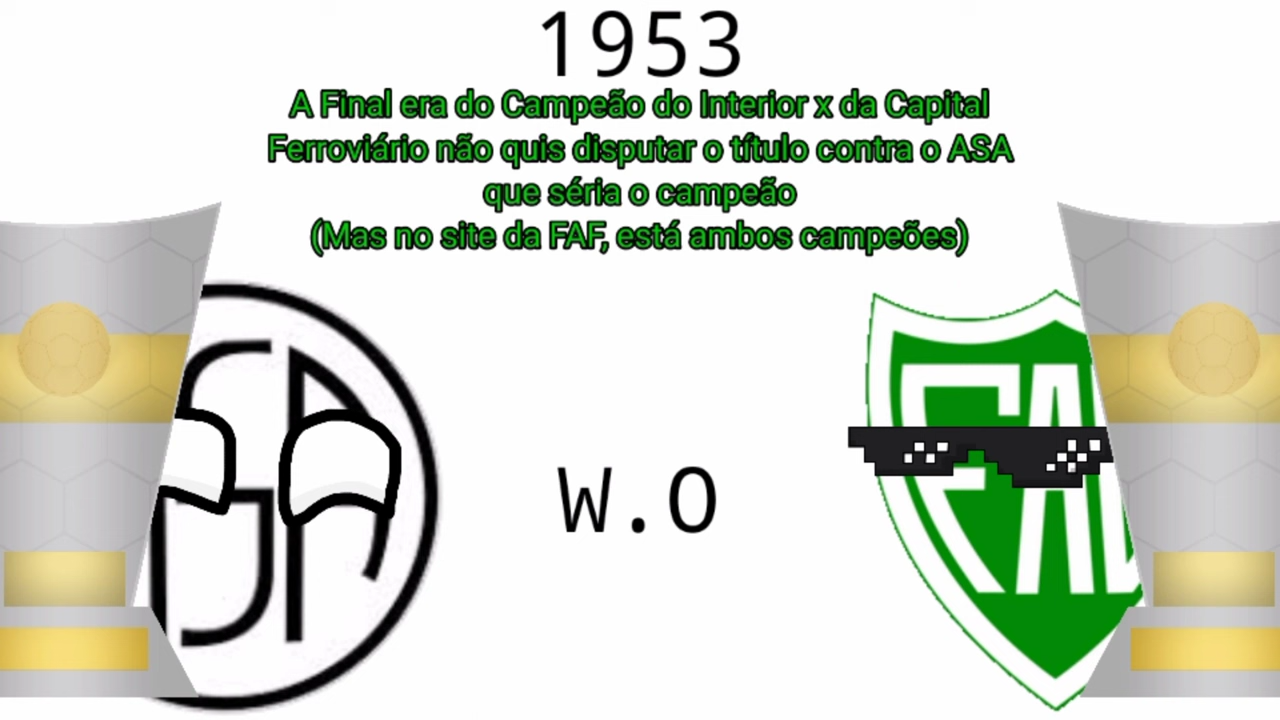 1953
A Final era do Campeão do Interior x da Capital
Ferroviário não quis disputar o título contra o ASA
que séria o campeão
(Mas no site da FAF, está ambos campeões)
W.O